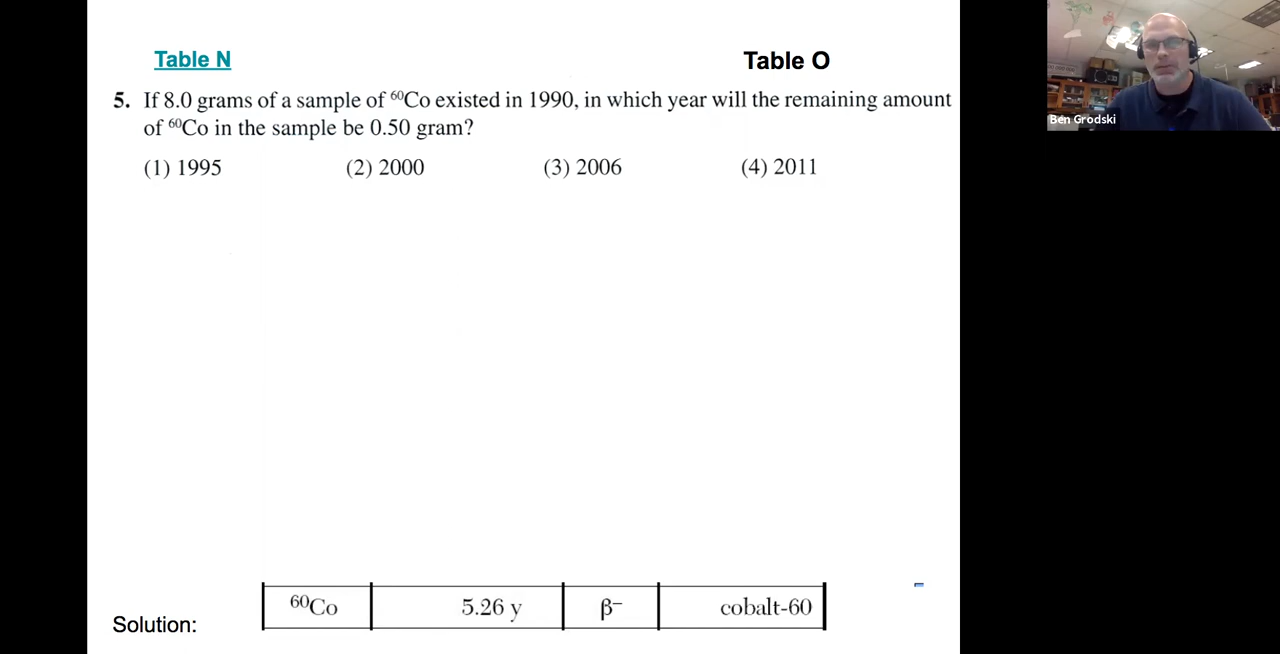 Table N
Table O
5. If 8.0 grams of a sample of ⁶⁰Co existed in 1990, in which year will the remaining amount
of ⁶⁰Co in the sample be 0.50 gram?
(1) 1995 (2) 2000 (3) 2006 (4) 2011
Ben Grodski
Solution:
⁶⁰Co 5.26 y β⁻ cobalt-60